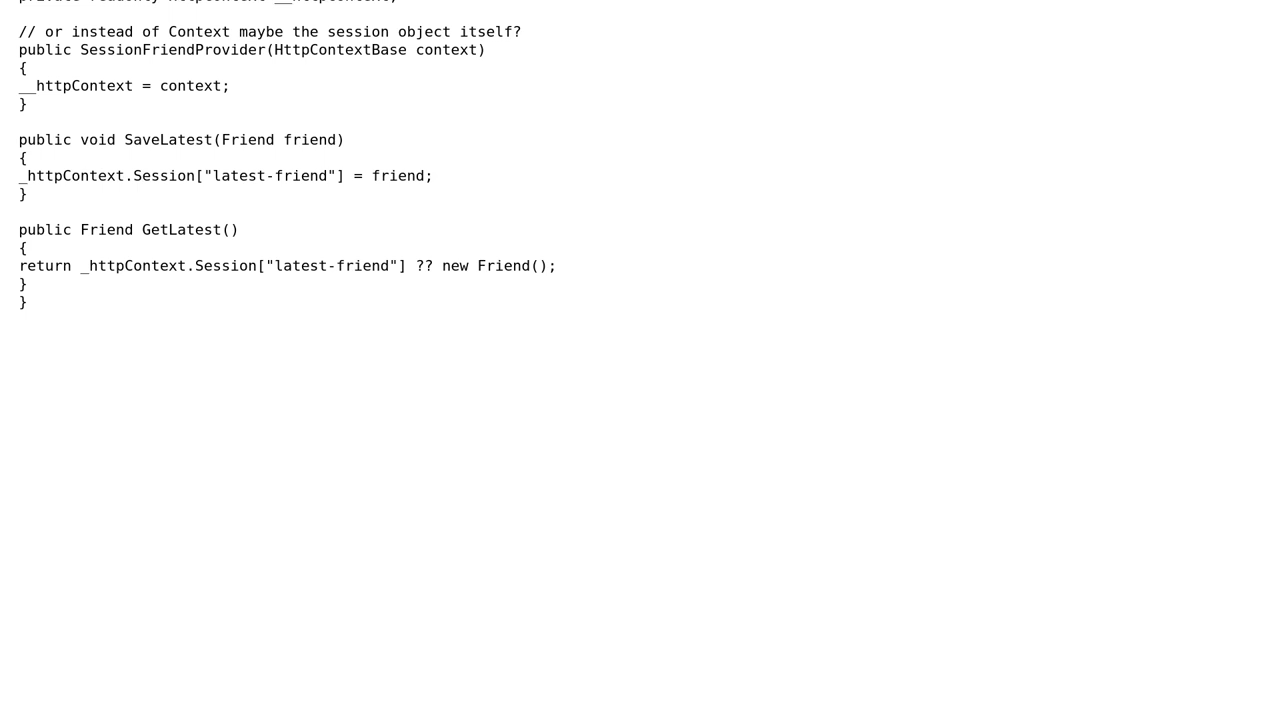 // or instead of Context maybe the session object itself?
public SessionFriendProvider(HttpContextBase context)
{
__httpContext = context;
}

public void SaveLatest(Friend friend)
{
_httpContext.Session["latest-friend"] = friend;
}

public Friend GetLatest()
{
return _httpContext.Session["latest-friend"] ?? new Friend();
}
}